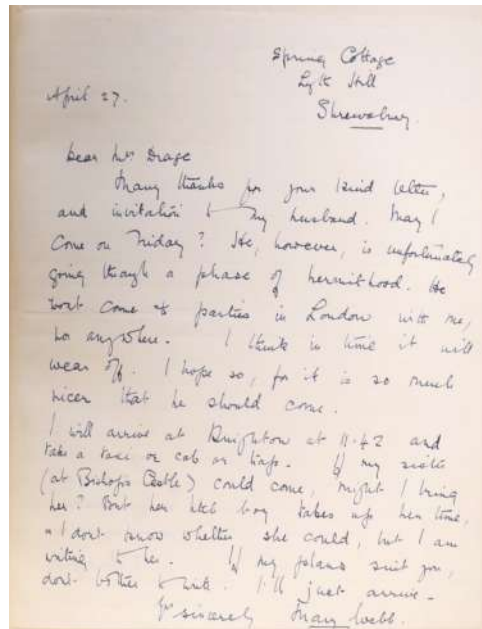 Spring Cottage
Lyth Hill
Shrewsbury.
April 27.
Dear Mrs Drage
Many thanks for your kind letter,
and invitation to my husband. May I
come on Friday? He, however, is unfortunately
going through a phase of hermithood. He
wont come to parties in London with me,
nor anywhere. I think in time it will
wear off. I hope so, for it is so much
nicer that he should come.
I will arrive at Knighton at 11-42 and
take a taxi or cab or trap. If my sister
(at Bishops Castle) could come, might I bring
her? But her little boy takes up her time,
& I dont know whether she could, but I am
writing to her. If my plans suit you,
dont bother to write. I'll just arrive.
Yrs sincerely Mary Webb.